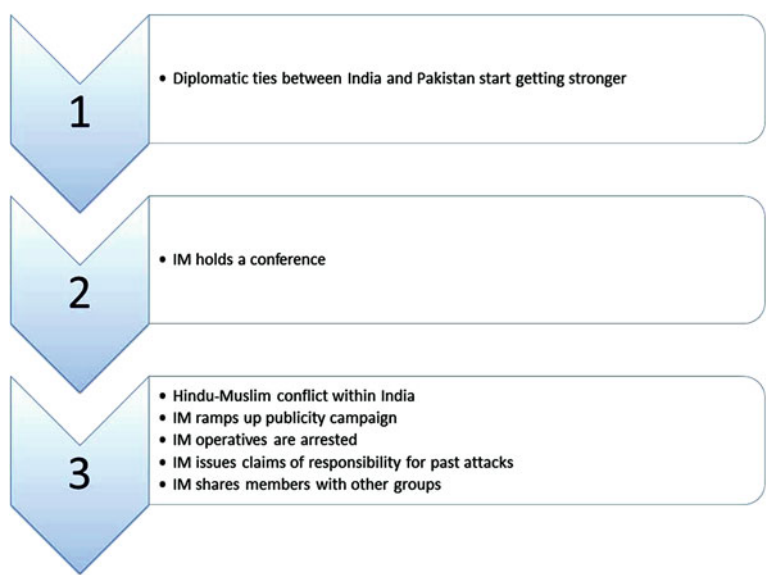 1
• Diplomatic ties between India and Pakistan start getting stronger
2
• IM holds a conference
3
• Hindu-Muslim conflict within India
• IM ramps up publicity campaign
• IM operatives are arrested
• IM issues claims of responsibility for past attacks
• IM shares members with other groups